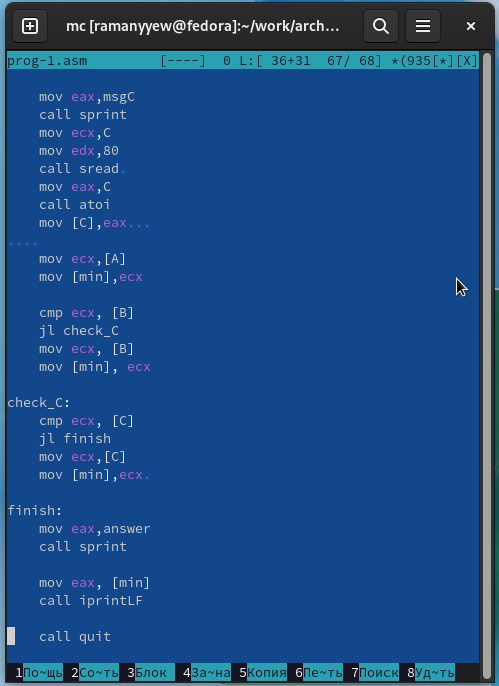 mc [ramanyyew@fedora]:~/work/arch…
prog-1.asm [----] 0 L:[ 36+31 67/ 68] *(935[*][X]
mov eax,msgC
call sprint
mov ecx,C
mov edx,80
call sread.
mov eax,C
call atoi
mov [C],eax...
....
mov ecx,[A]
mov [min],ecx
cmp ecx, [B]
jl check_C
mov ecx, [B]
mov [min], ecx
check_C:
cmp ecx, [C]
jl finish
mov ecx,[C]
mov [min],ecx.
finish:
mov eax,answer
call sprint
mov eax, [min]
call iprintLF
call quit
1По~щь 2Со~ть 3Блок 4За~на 5Копия 6Пе~ть 7Поиск 8Уд~ть